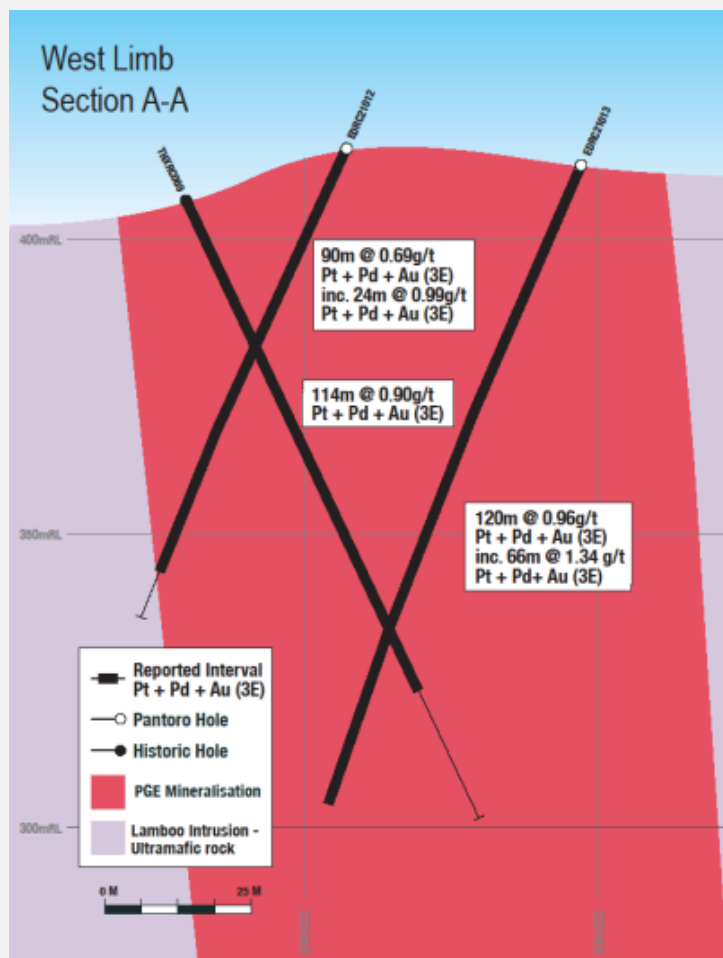 West Limb
Section A-A
EDRC21012
EDRC21013
400mRL
90m @ 0.69g/t
Pt + Pd + Au (3E)
inc. 24m @ 0.99g/t
Pt + Pd + Au (3E)
114m @ 0.90g/t
Pt + Pd + Au (3E)
350mRL
120m @ 0.96g/t
Pt + Pd + Au (3E)
inc. 66m @ 1.34 g/t
Pt + Pd+ Au (3E)
Reported Interval
Pt + Pd + Au (3E)
Pantoro Hole
Historic Hole
PGE Mineralisation
300mRL
Lamboo Intrusion -
Ultramafic rock
0 M
25 M